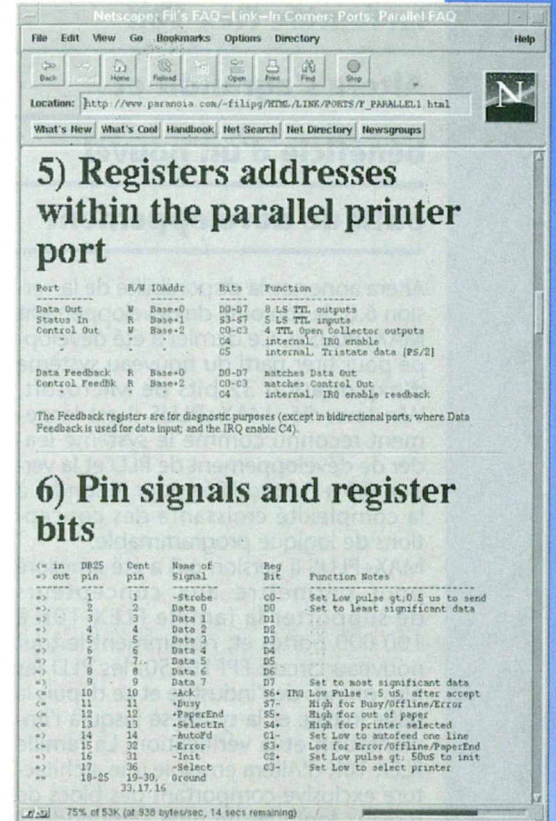 Netscape: Fil's FAQ-Link-In Corner: Ports: Parallel FAQ
File Edit View Go Bookmarks Options Directory Help
Back Home Reload Open Print Find Stop
Location: http://www.paranoia.com/~filipg/HTML/LINK/PORTS/F_PARALLEL1.html
N
What's New What's Cool Handbook Net Search Net Directory Newsgroups
5) Registers addresses
within the parallel printer
port
Port R/W IOAddr Bits Function
Data Out W Base+0 D0-D7 8 LS TTL outputs
Status In R Base+1 S3-S7 5 LS TTL inputs
Control Out W Base+2 C0-C3 4 TTL Open Collector outputs
C4 internal, IRQ enable
C5 internal, Tristate data [PS/2]
Data Feedback R Base+0 D0-D7 matches Data Out
Control Feedbk R Base+2 C0-C3 matches Control Out
C4 internal, IRQ enable readback
The Feedback registers are for diagnostic purposes (except in bidirectional ports, where Data
Feedback is used for data input; and the IRQ enable C4).
6) Pin signals and register
bits
<= in DB25 Cent Name of Reg
=> out pin pin Signal Bit Function Notes
=> 1 1 -Strobe C0- Set Low pulse >0.5 us to send
=> 2 2 Data 0 D0 Set to least significant data
=> 3 3 Data 1 D1
=> 4 4 Data 2 D2
=> 5 5 Data 3 D3
=> 6 6 Data 4 D4
=> 7 7 Data 5 D5
=> 8 8 Data 6 D6
=> 9 9 Data 7 D7 Set to most significant data
<= 10 10 -Ack S6+ IRQ Low Pulse ~ 5 uS, after accept
<= 11 11 +Busy S7- High for Busy/Offline/Error
<= 12 12 +PaperEnd S5+ High for out of paper
<= 13 13 +SelectIn S4+ High for printer selected
=> 14 14 -AutoFd C1- Set Low to autofeed one line
<= 15 32 -Error S3+ Low for Error/Offline/PaperEnd
=> 16 31 -Init C2+ Set Low pulse > 50uS to init
=> 17 36 -Select C3- Set Low to select printer
== 18-25 19-30, Ground
33,17,16
75% of 53K (at 938 bytes/sec, 14 secs remaining)